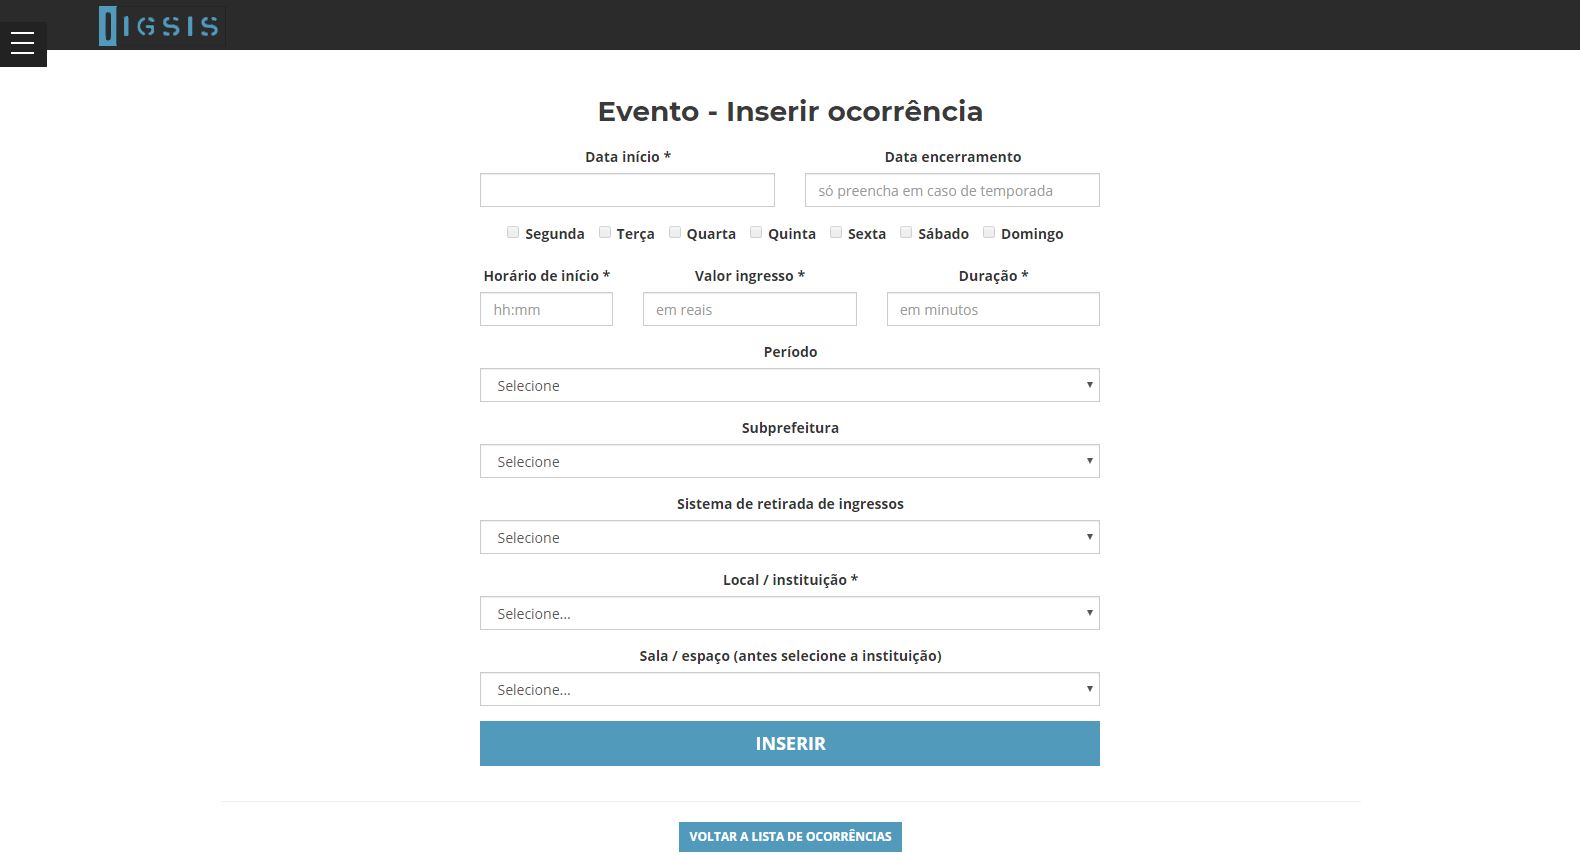 IGSIS
Evento - Inserir ocorrência
Data início * Data encerramento
só preencha em caso de temporada
Segunda Terça Quarta Quinta Sexta Sábado Domingo
Horário de início * Valor ingresso * Duração *
hh:mm em reais em minutos
Período
Selecione
Subprefeitura
Selecione
Sistema de retirada de ingressos
Selecione
Local / instituição *
Selecione...
Sala / espaço (antes selecione a instituição)
Selecione...
INSERIR
VOLTAR A LISTA DE OCORRÊNCIAS